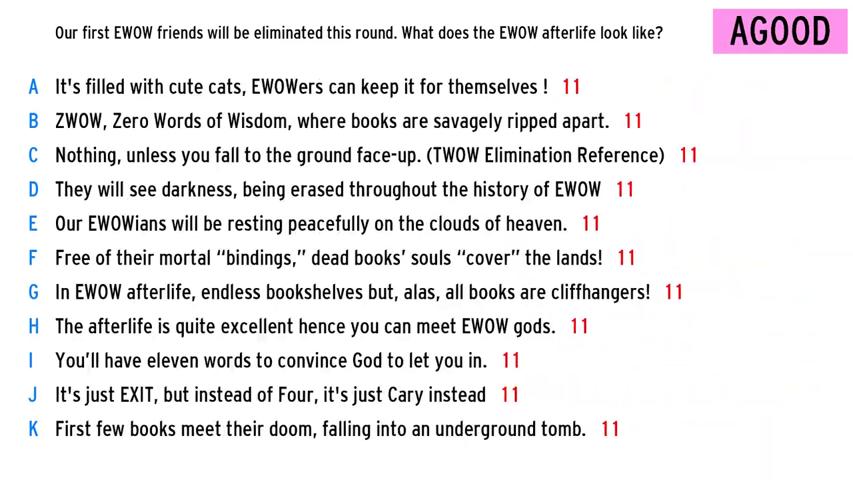 Our first EWOW friends will be eliminated this round. What does the EWOW afterlife look like?
AGOOD
A It's filled with cute cats, EWOWers can keep it for themselves ! 11
B ZWOW, Zero Words of Wisdom, where books are savagely ripped apart. 11
C Nothing, unless you fall to the ground face-up. (TWOW Elimination Reference) 11
D They will see darkness, being erased throughout the history of EWOW 11
E Our EWOWians will be resting peacefully on the clouds of heaven. 11
F Free of their mortal “bindings,” dead books’ souls “cover” the lands! 11
G In EWOW afterlife, endless bookshelves but, alas, all books are cliffhangers! 11
H The afterlife is quite excellent hence you can meet EWOW gods. 11
I You’ll have eleven words to convince God to let you in. 11
J It's just EXIT, but instead of Four, it's just Cary instead 11
K First few books meet their doom, falling into an underground tomb. 11